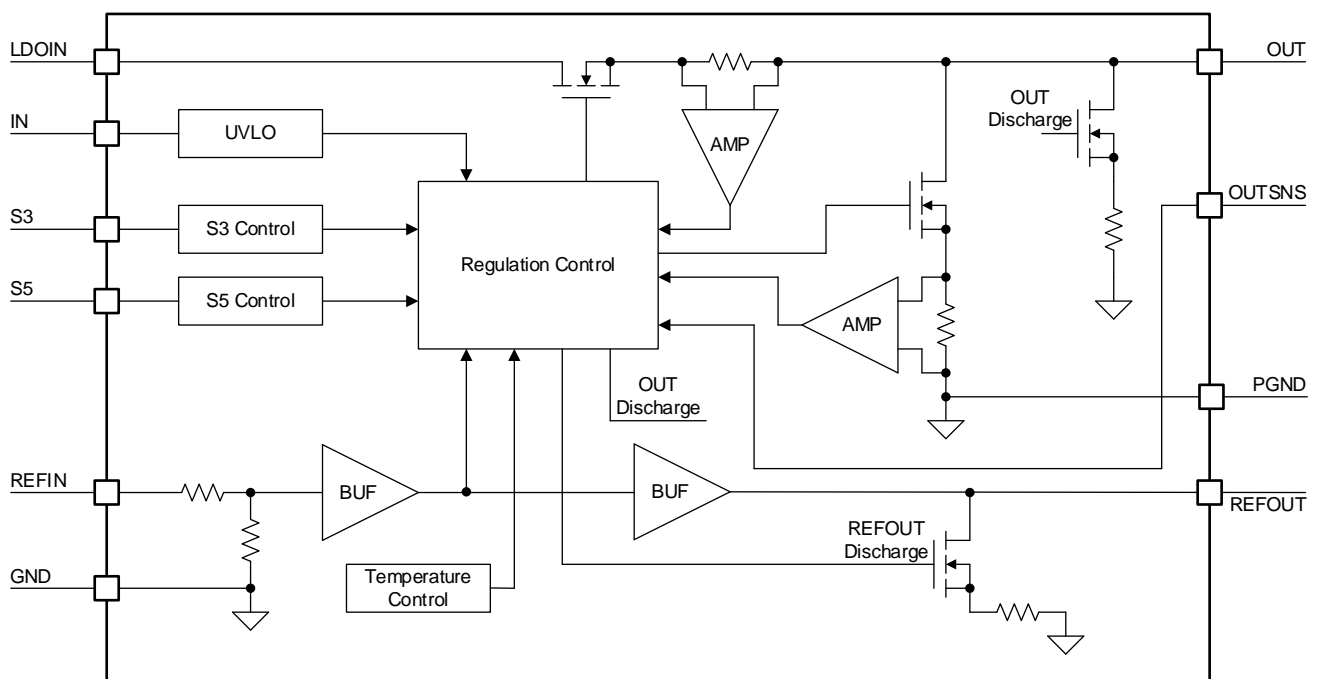 LDOIN
OUT
IN
UVLO
AMP
OUT
Discharge
S3
S3 Control
OUTSNS
Regulation Control
S5
S5 Control
AMP
OUT
Discharge
PGND
REFIN
BUF
BUF
REFOUT
REFOUT
Discharge
GND
Temperature
Control